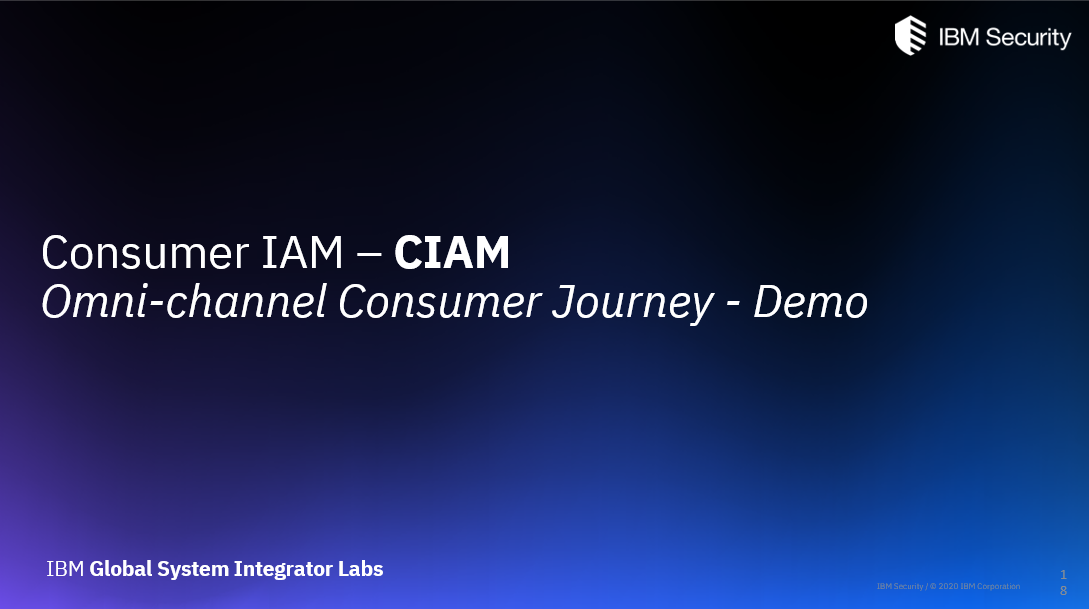 IBM Security
Consumer IAM – CIAM
Omni-channel Consumer Journey - Demo
IBM Global System Integrator Labs
IBM Security / © 2020 IBM Corporation
1
8